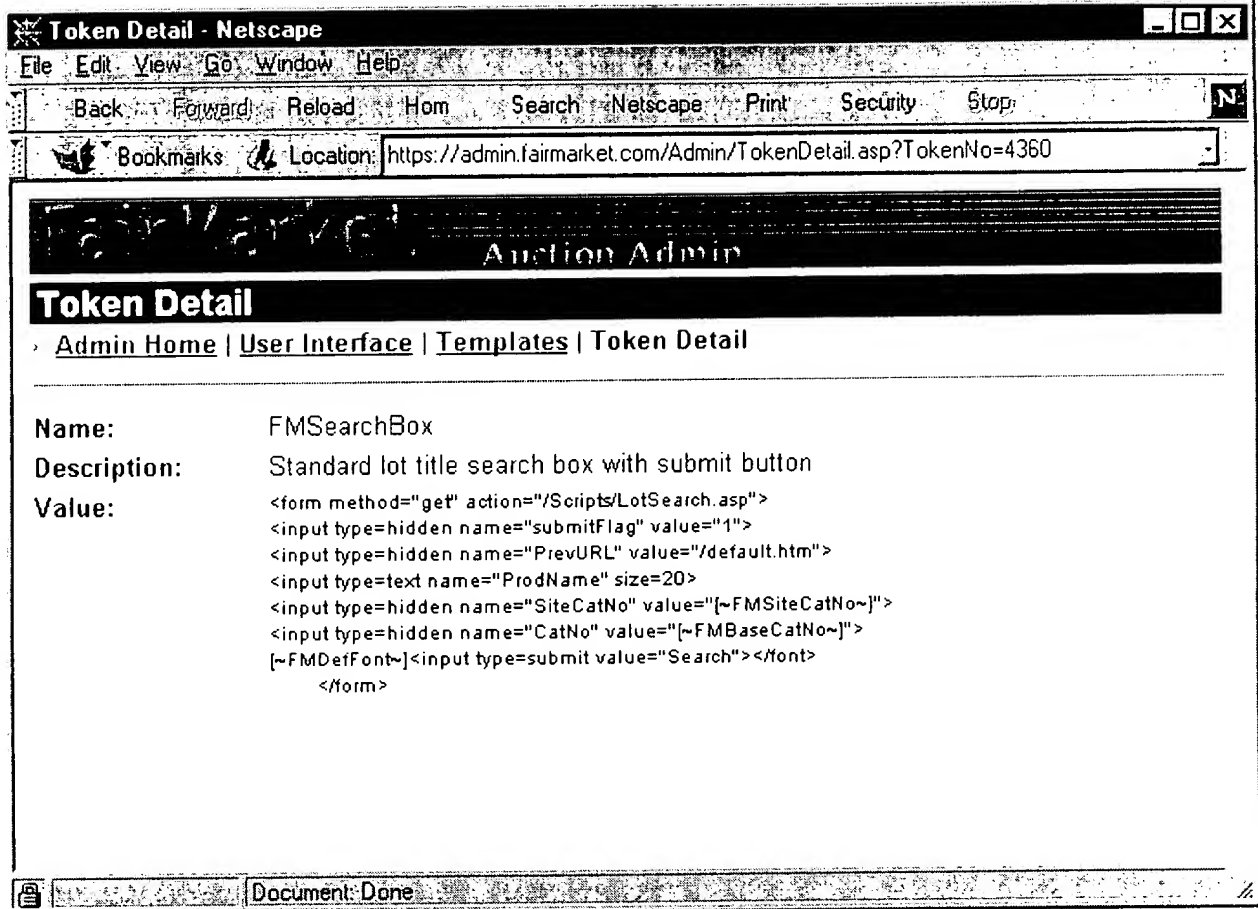 Token Detail - Netscape
File Edit View Go Window Help
Back Forward Reload Hom Search Netscape Print Security Stop
N
Bookmarks Location: https://admin.fairmarket.com/Admin/TokenDetail.asp?TokenNo=4360
FairMarket
Auction Admin
Token Detail
Admin Home | User Interface | Templates | Token Detail
Name: FMSearchBox
Description: Standard lot title search box with submit button
Value: <form method="get" action="/Scripts/LotSearch.asp">
<input type=hidden name="submitFlag" value="1">
<input type=hidden name="PrevURL" value="/default.htm">
<input type=text name="ProdName" size=20>
<input type=hidden name="SiteCatNo" value="[~FMSiteCatNo~]">
<input type=hidden name="CatNo" value="[~FMBaseCatNo~]">
[~FMDefFont~]<input type=submit value="Search"></font>
</form>
Document: Done